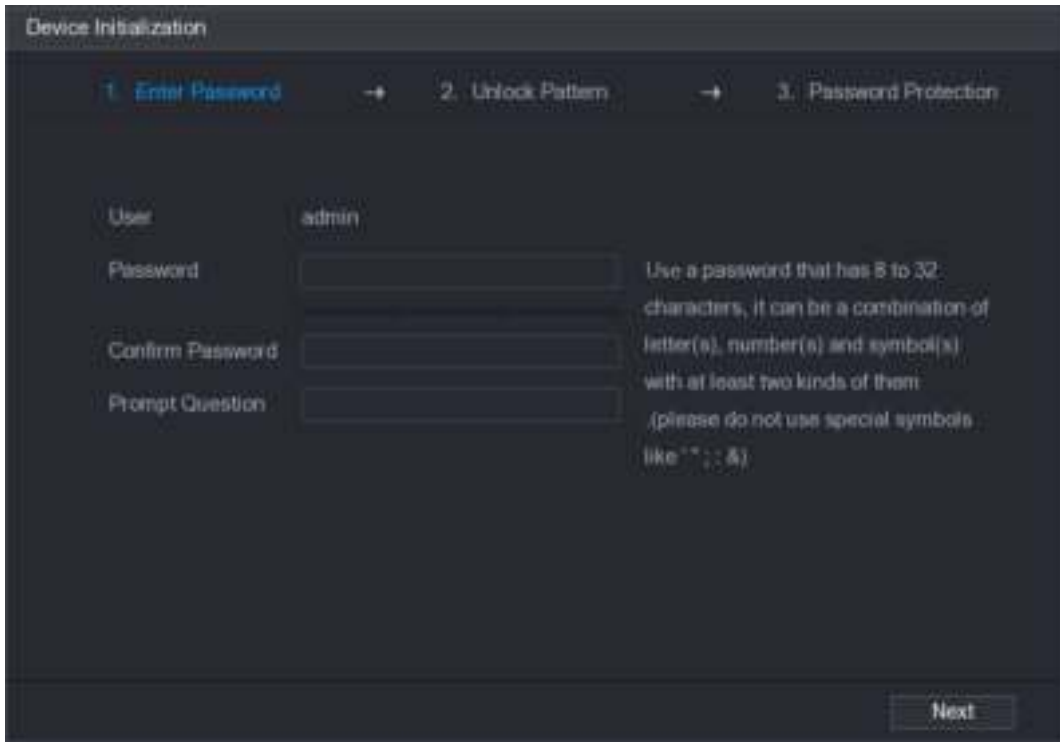 Device Initialization
1. Enter Password → 2. Unlock Pattern → 3. Password Protection
User admin
Password
Use a password that has 8 to 32
characters, it can be a combination of
letter(s), number(s) and symbol(s)
with at least two kinds of them
.(please do not use special symbols
like ' " ; : &)
Confirm Password
Prompt Question
Next